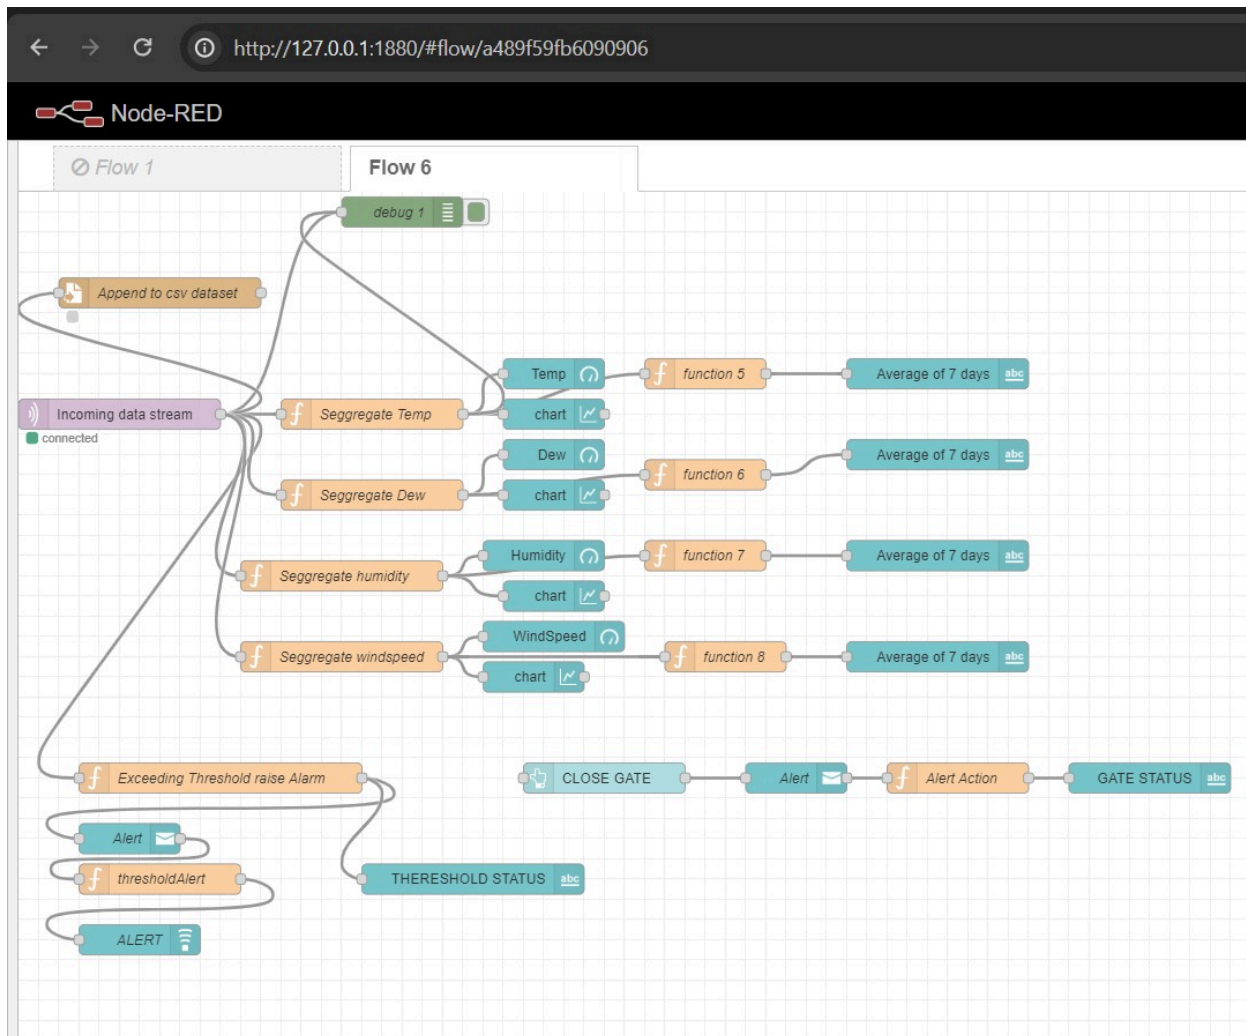 http://127.0.0.1:1880/#flow/a489f59fb6090906
Node-RED
Flow 1
Flow 6
debug 1
Append to csv dataset
Temp
function 5
Average of 7 days
abc
Incoming data stream
Seggregate Temp
chart
connected
Dew
Average of 7 days
abc
function 6
Seggregate Dew
chart
Humidity
function 7
Average of 7 days
abc
Seggregate humidity
chart
WindSpeed
Seggregate windspeed
function 8
Average of 7 days
abc
chart
Exceeding Threshold raise Alarm
CLOSE GATE
Alert
Alert Action
GATE STATUS
abc
Alert
thresholdAlert
THERESHOLD STATUS
abc
ALERT